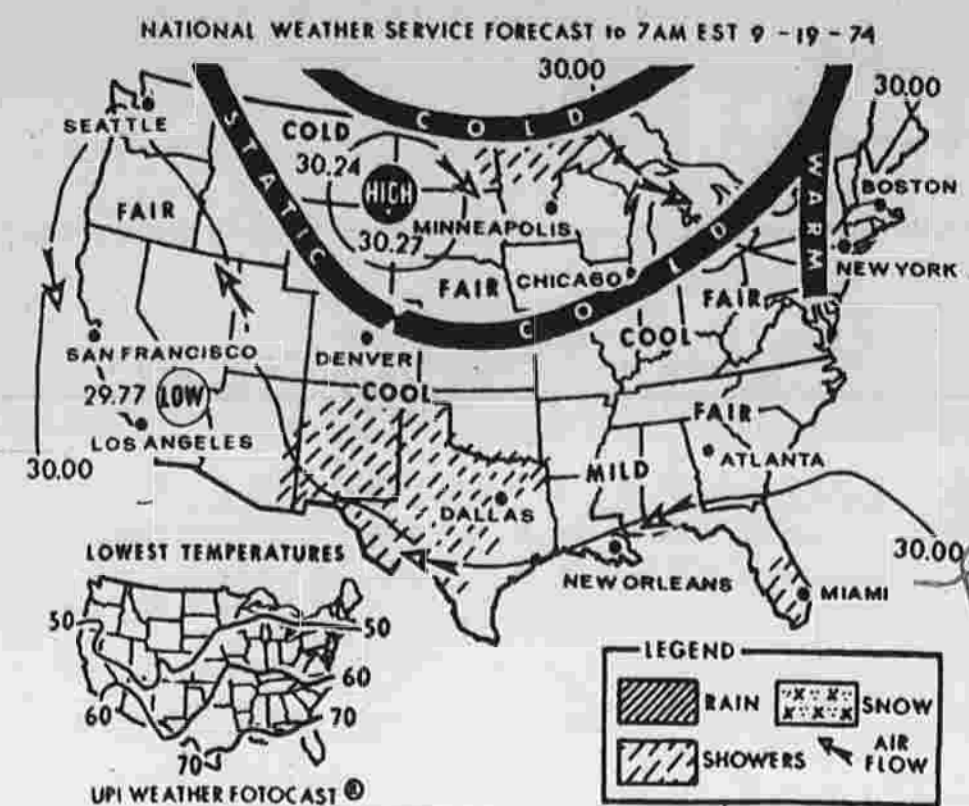 NATIONAL WEATHER SERVICE FORECAST to 7AM EST 9 - 19 - 74
30.00
30.00
SEATTLE
COLD
COLD
STATIC
30.24
HIGH
WARM
BOSTON
FAIR
MINNEAPOLIS
30.27
NEW YORK
FAIR
CHICAGO
FAIR
COLD
SAN FRANCISCO
DENVER
COOL
29.77
LOW
COOL
FAIR
LOS ANGELES
ATLANTA
30.00
MILD
DALLAS
LOWEST TEMPERATURES
30.00
NEW ORLEANS
MIAMI
50
50
60
60
70
70
LEGEND
RAIN
SNOW
SHOWERS
AIR
FLOW
UPI WEATHER FOTOCAST ®